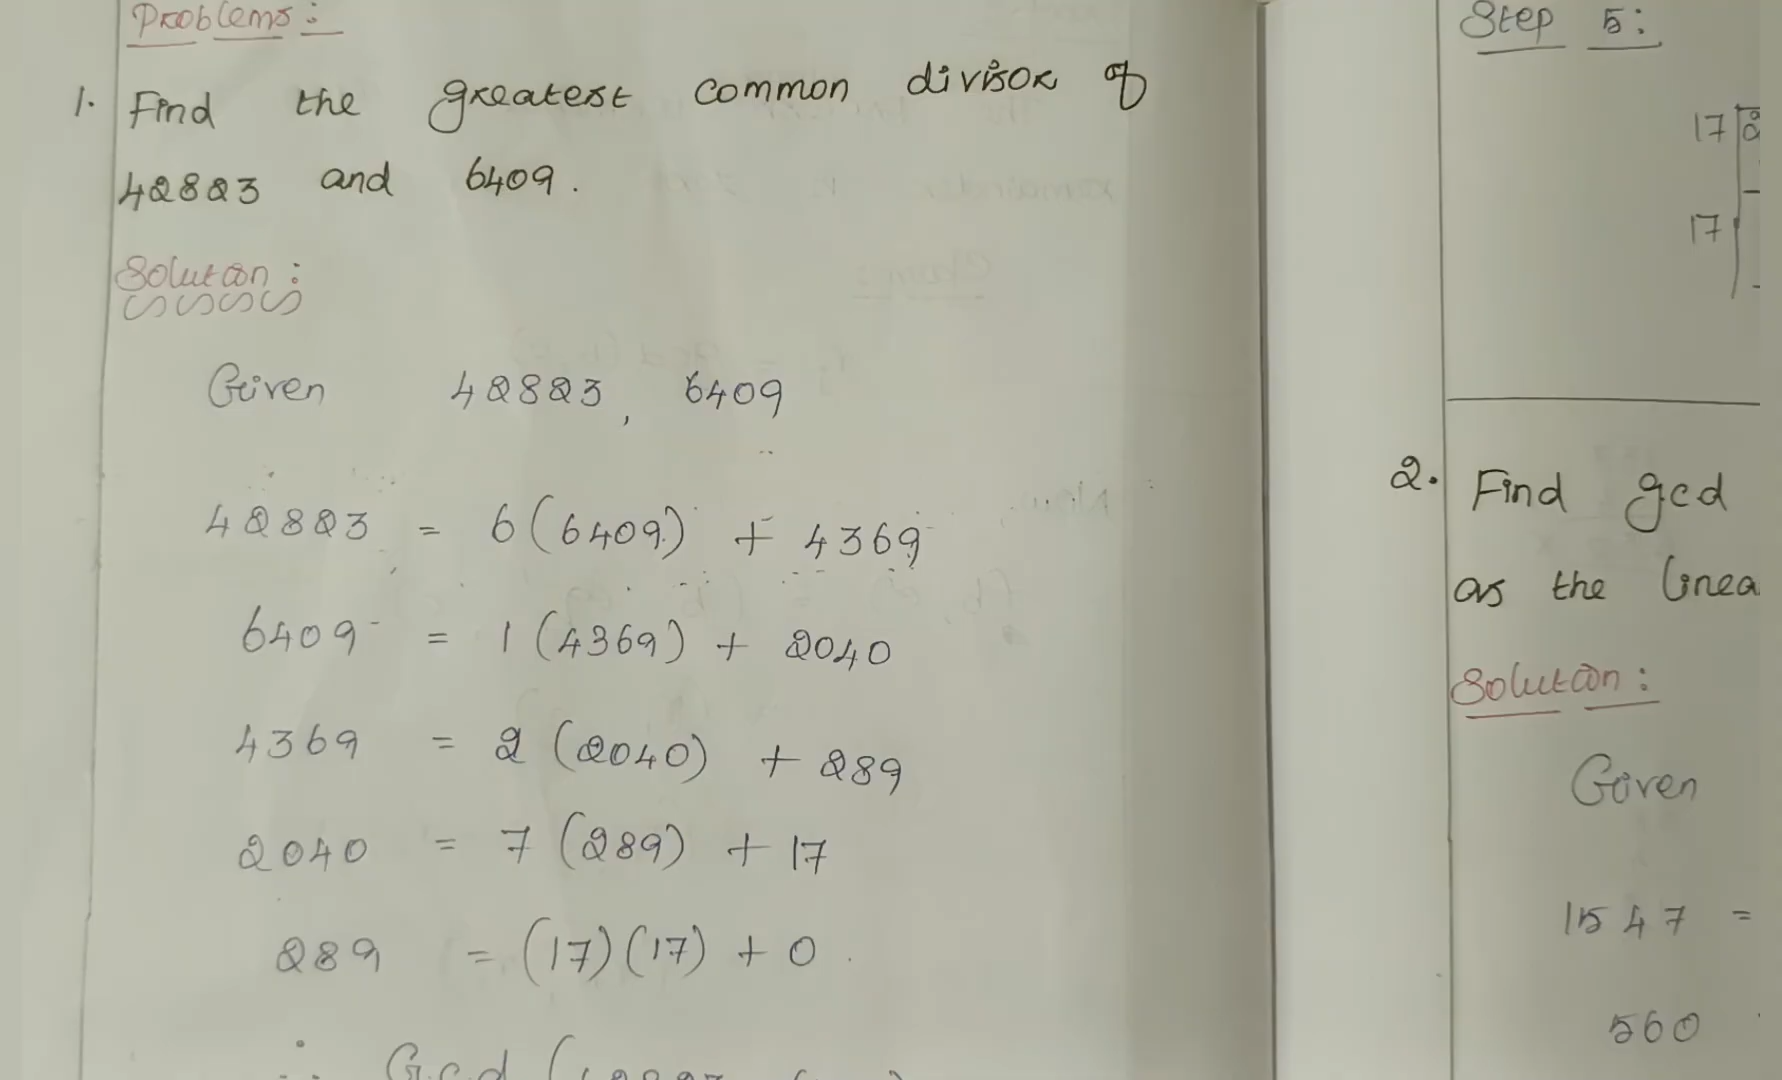 Problems:
1. Find the greatest common divisor of
42823 and 6409.
Solution:
Given 42823, 6409
42823 = 6(6409) + 4369
6409 = 1(4369) + 2040
4369 = 2(2040) + 289
2040 = 7(289) + 17
289 = (17)(17) + 0.
∴ Gcd (
Step 5:
17
17
2. Find gcd
as the linea
Solution:
Given
1547 =
560